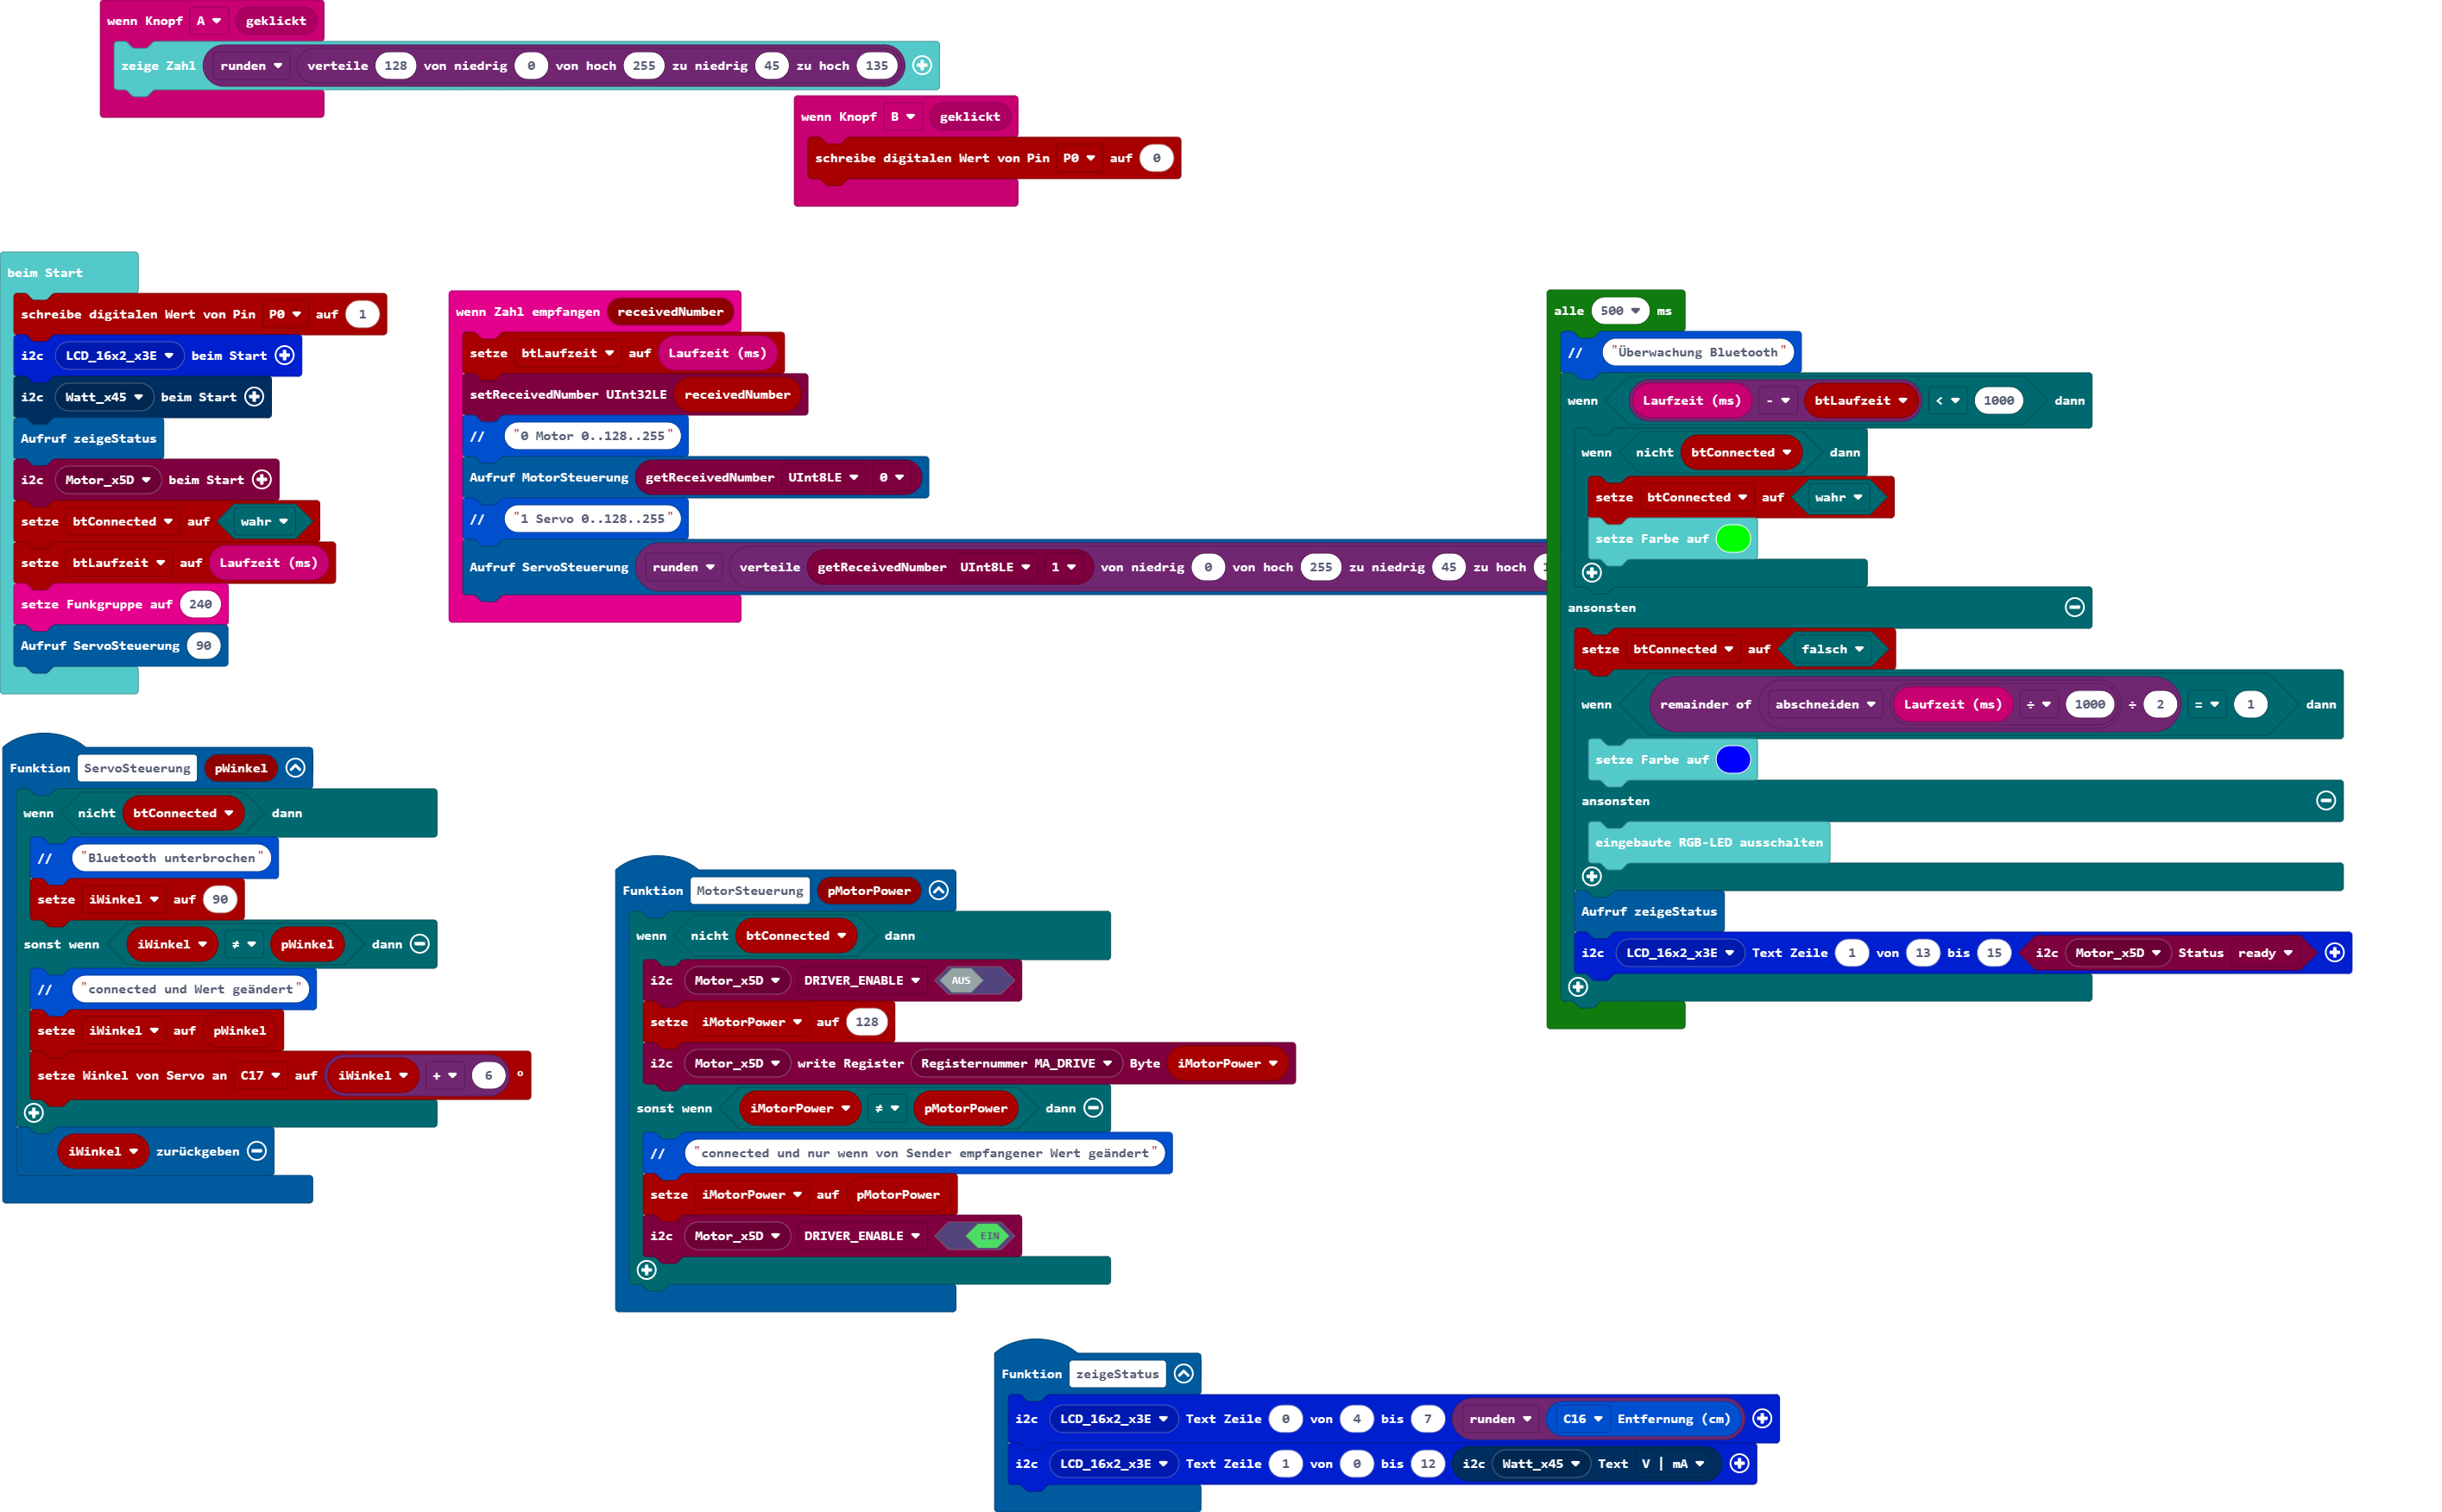 wenn Knopf A geklickt
zeige Zahl runden verteile 128 von niedrig 0 von hoch 255 zu niedrig 45 zu hoch 135
wenn Knopf B geklickt
schreibe digitalen Wert von Pin P0 auf 0
beim Start
schreibe digitalen Wert von Pin P0 auf 1
i2c LCD_16x2_x3E beim Start
i2c Watt_x45 beim Start
Aufruf zeigeStatus
i2c Motor_x5D beim Start
setze btConnected auf wahr
setze btLaufzeit auf Laufzeit (ms)
setze Funkgruppe auf 240
Aufruf ServoSteuerung 90
wenn Zahl empfangen receivedNumber
setze btLaufzeit auf Laufzeit (ms)
setReceivedNumber UInt32LE receivedNumber
// "0 Motor 0..128..255"
Aufruf MotorSteuerung getReceivedNumber UInt8LE 0
// "1 Servo 0..128..255"
Aufruf ServoSteuerung runden verteile getReceivedNumber UInt8LE 1 von niedrig 0 von hoch 255 zu niedrig 45 zu hoch
alle 500 ms
// "Überwachung Bluetooth"
wenn Laufzeit (ms) - btLaufzeit < 1000 dann
wenn nicht btConnected dann
setze btConnected auf wahr
setze Farbe auf
ansonsten
setze btConnected auf falsch
wenn remainder of abschneiden Laufzeit (ms) ÷ 1000 ÷ 2 = 1 dann
setze Farbe auf
ansonsten
eingebaute RGB-LED ausschalten
Aufruf zeigeStatus
i2c LCD_16x2_x3E Text Zeile 1 von 13 bis 15 i2c Motor_x5D Status ready
Funktion ServoSteuerung pWinkel
wenn nicht btConnected dann
// "Bluetooth unterbrochen"
setze iWinkel auf 90
sonst wenn iWinkel ≠ pWinkel dann
// "connected und Wert geändert"
setze iWinkel auf pWinkel
setze Winkel von Servo an C17 auf iWinkel + 6 °
iWinkel zurückgeben
Funktion MotorSteuerung pMotorPower
wenn nicht btConnected dann
i2c Motor_x5D DRIVER_ENABLE AUS
setze iMotorPower auf 128
i2c Motor_x5D write Register Registernummer MA_DRIVE Byte iMotorPower
sonst wenn iMotorPower ≠ pMotorPower dann
// "connected und nur wenn von Sender empfangener Wert geändert"
setze iMotorPower auf pMotorPower
i2c Motor_x5D DRIVER_ENABLE EIN
Funktion zeigeStatus
i2c LCD_16x2_x3E Text Zeile 0 von 4 bis 7 runden C16 Entfernung (cm)
i2c LCD_16x2_x3E Text Zeile 1 von 0 bis 12 i2c Watt_x45 Text V | mA